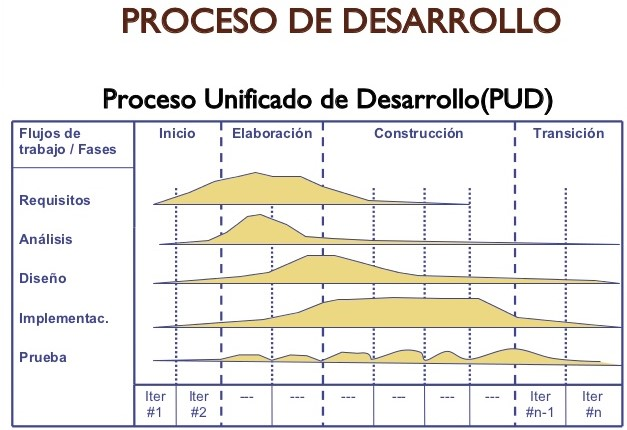 PROCESO DE DESARROLLO
Proceso Unificado de Desarrollo(PUD)
Flujos de
trabajo / Fases
Inicio
Elaboración
Construcción
Transición
Requisitos
Análisis
Diseño
Implementac.
Prueba
Iter
#1
Iter
#2
---
---
---
---
---
---
Iter
#n-1
Iter
#n